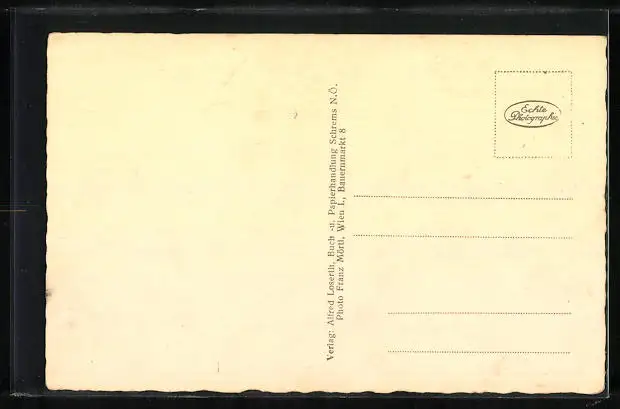 Verlag: Alfred Loserth, Buch -u. Papierhandlung Schrems N.Ö.
Photo Franz Mörtl, Wien I., Bauernmarkt 8
Echte
Photographie